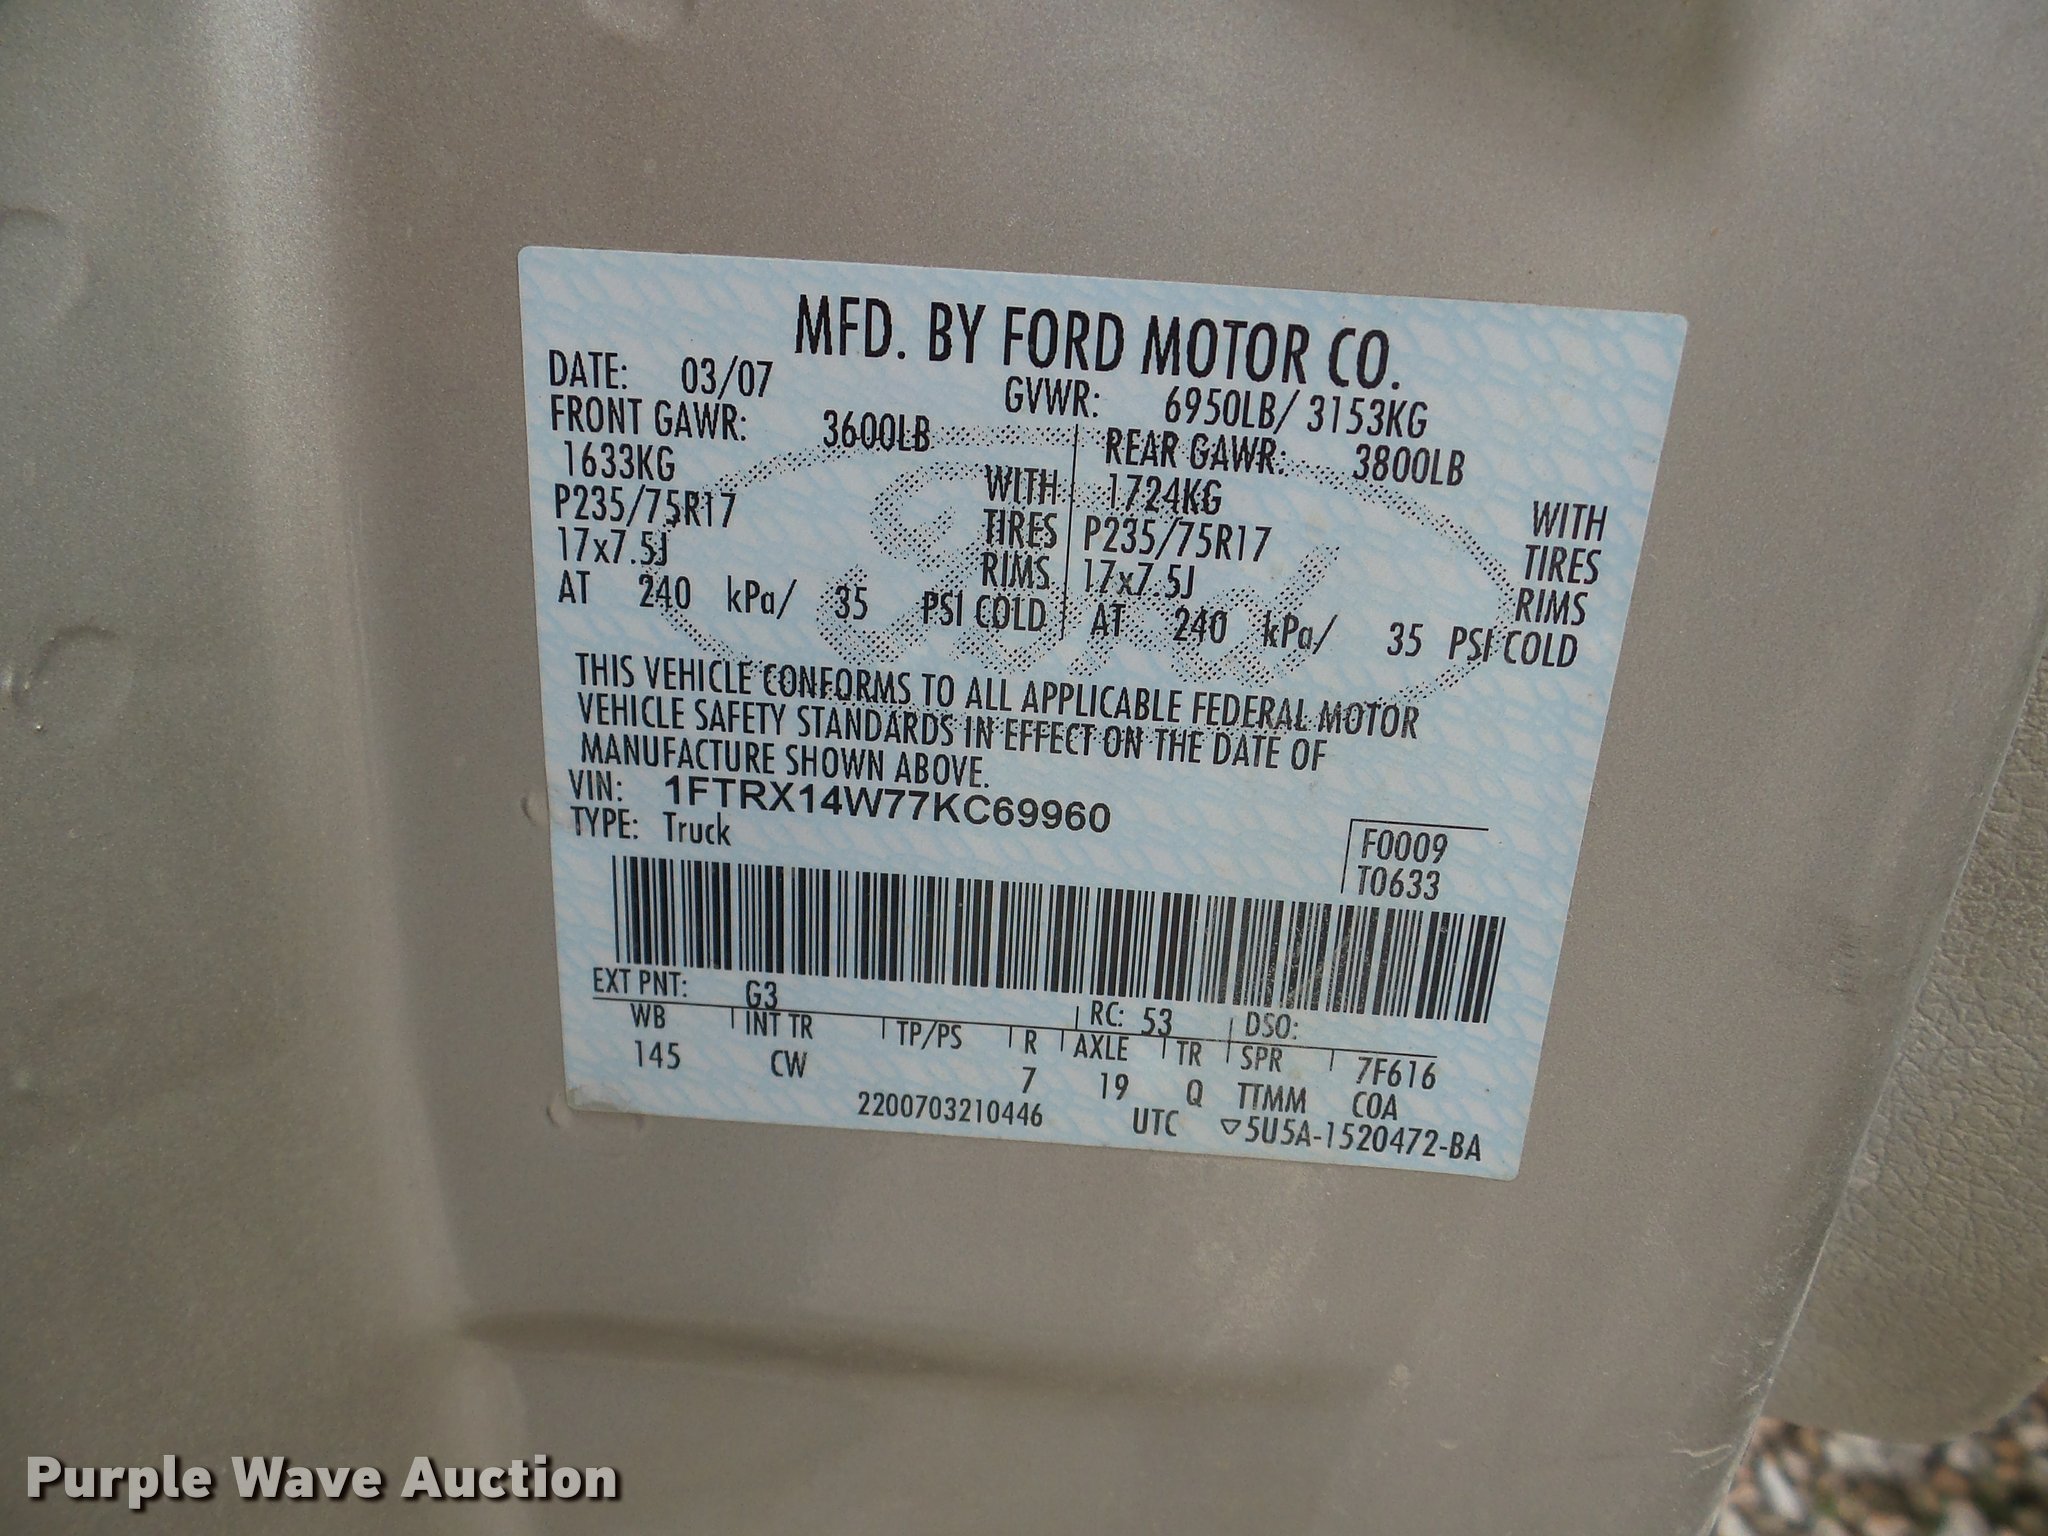 MFD. BY FORD MOTOR CO.
DATE: 03/07 GVWR: 6950LB/ 3153KG
FRONT GAWR: 3600LB REAR GAWR: 3800LB
1633KG WITH 1724KG WITH
P235/75R17 TIRES P235/75R17 TIRES
17x7.5J RIMS 17x7.5J RIMS
AT 240 kPa/ 35 PSI COLD AT 240 kPa/ 35 PSI COLD
Ford
THIS VEHICLE CONFORMS TO ALL APPLICABLE FEDERAL MOTOR
VEHICLE SAFETY STANDARDS IN EFFECT ON THE DATE OF
MANUFACTURE SHOWN ABOVE.
VIN: 1FTRX14W77KC69960
TYPE: Truck
F0009
T0633
EXT PNT: G3 RC: 53 DSO:
WB INT TR TP/PS R AXLE TR SPR 7F616
145 CW 7 19 Q TTMM COA
2200703210446 UTC ▽5U5A-1520472-BA
Purple Wave Auction